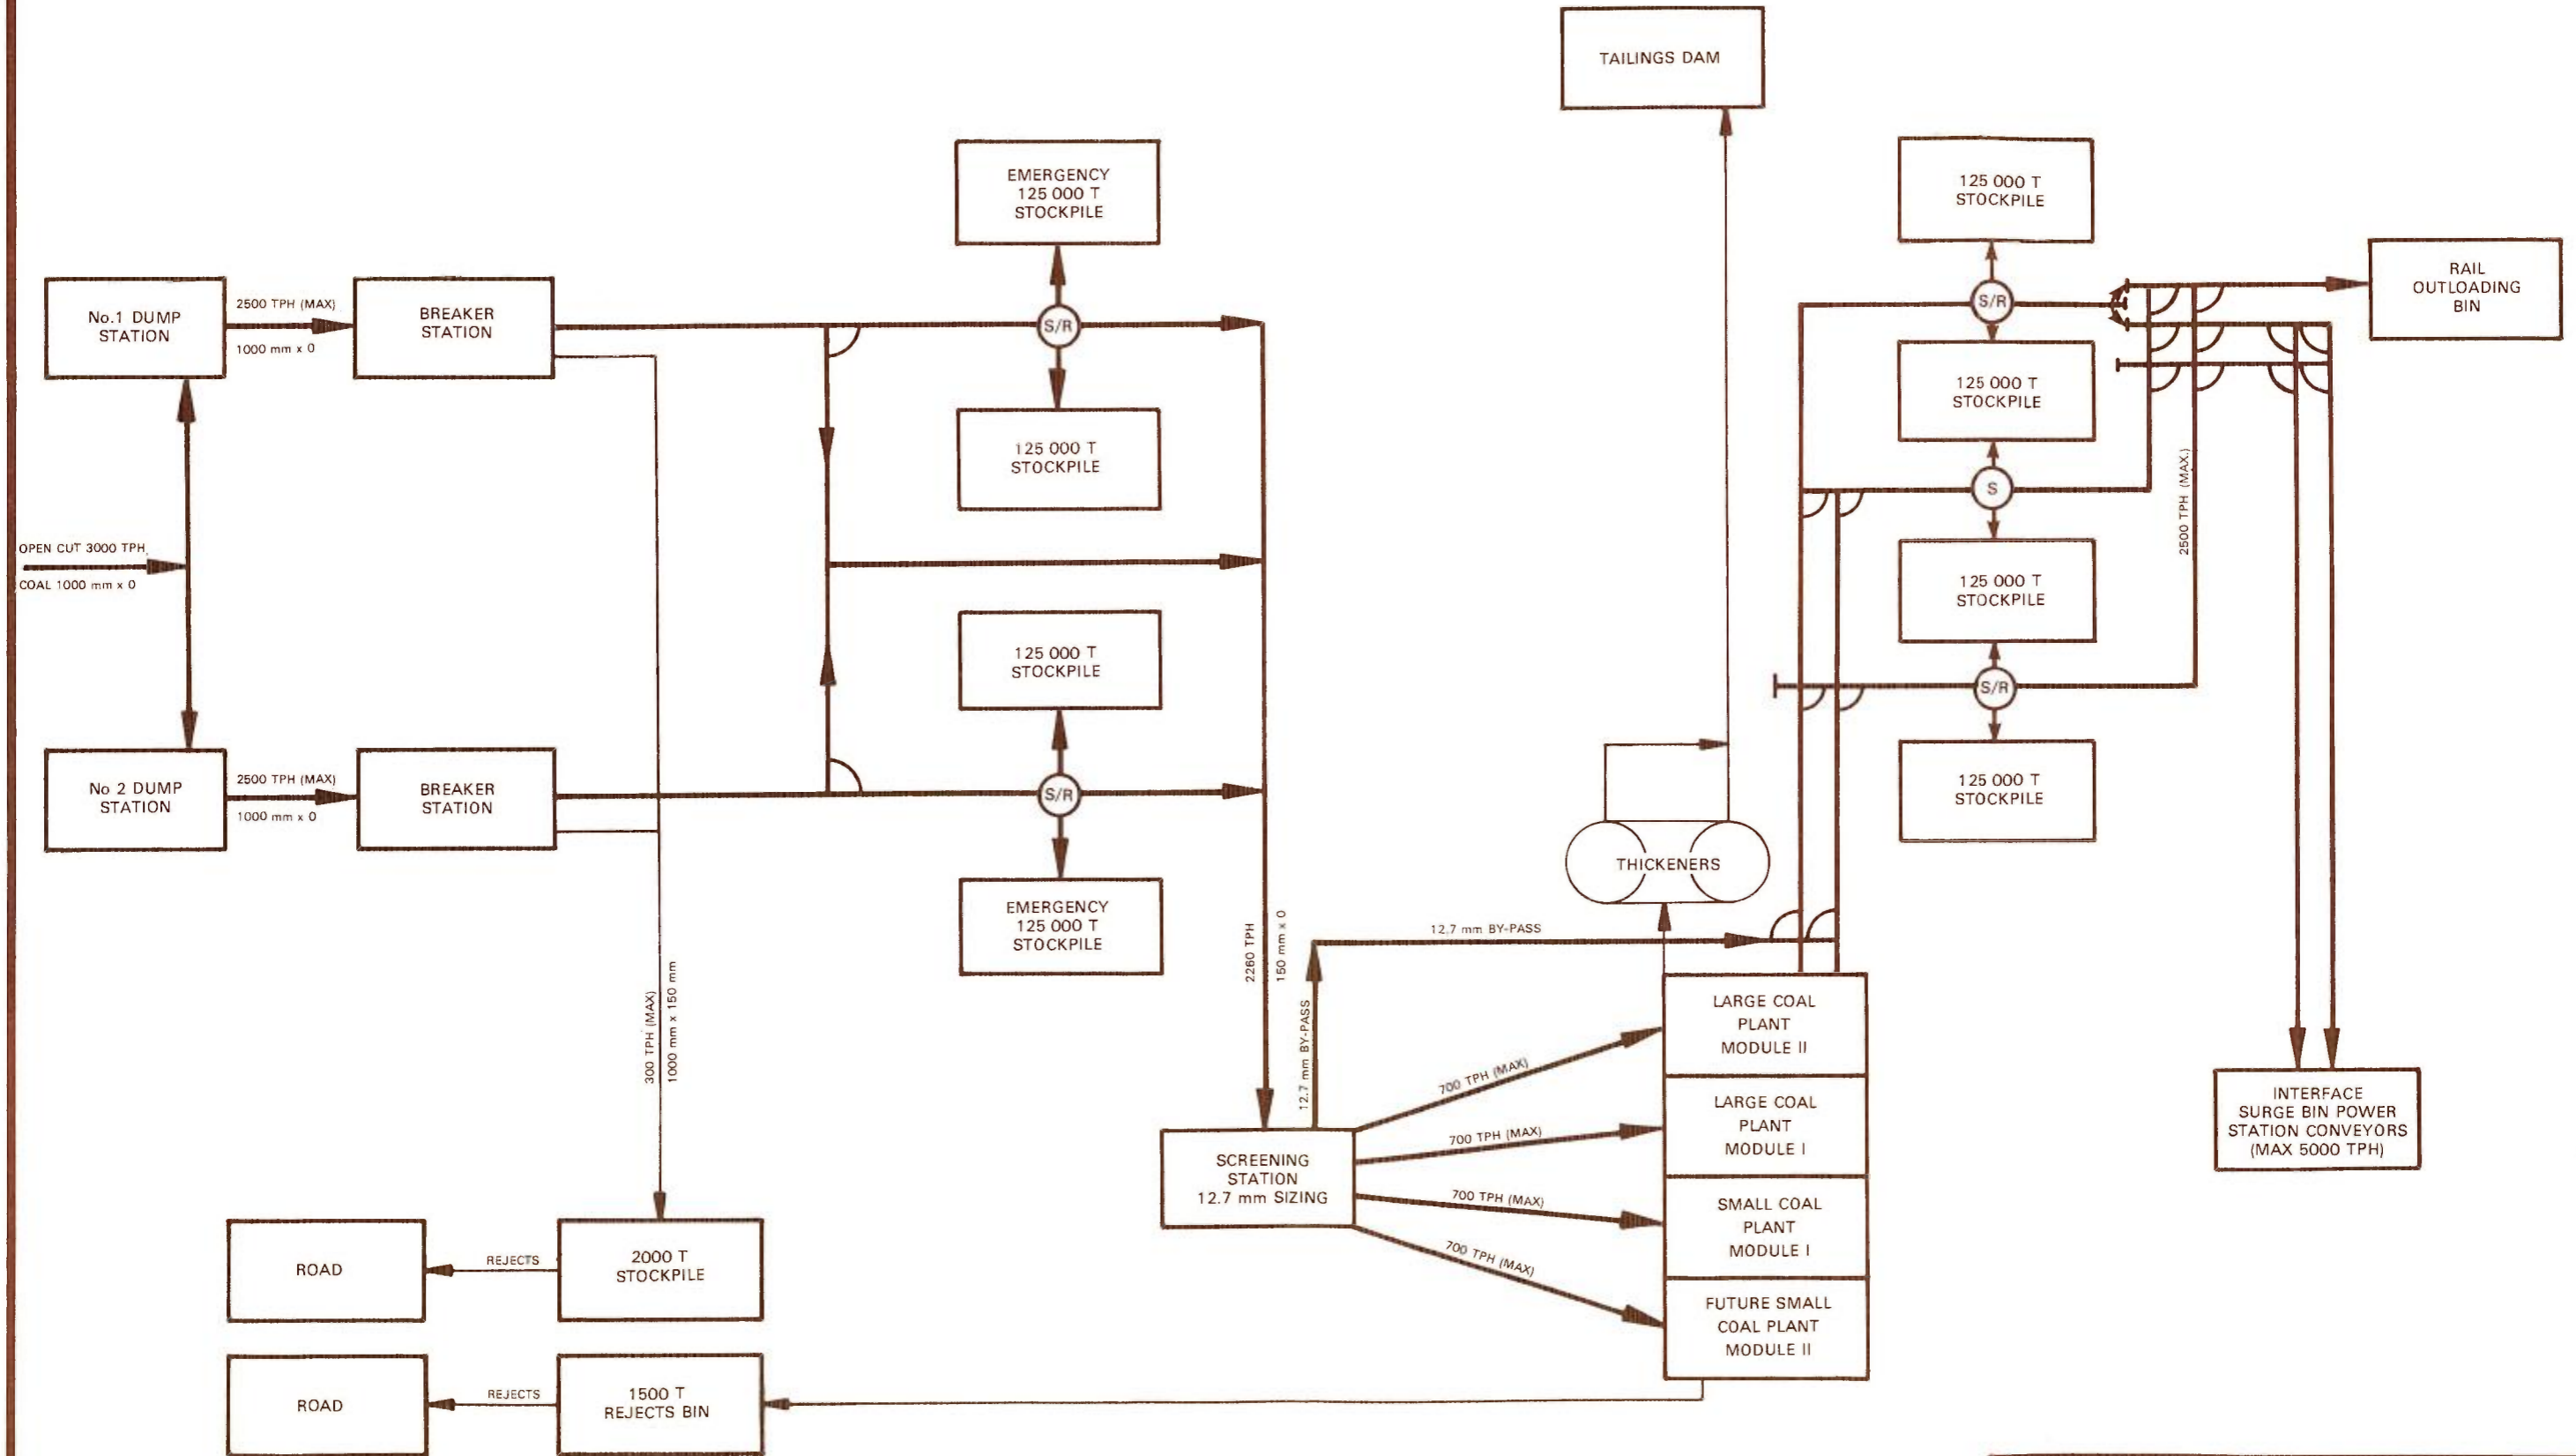 TAILINGS DAM
EMERGENCY
125 000 T
STOCKPILE
125 000 T
STOCKPILE
No.1 DUMP
STATION
2500 TPH (MAX)
1000 mm x 0
BREAKER
STATION
S/R
S/R
RAIL
OUTLOADING
BIN
125 000 T
STOCKPILE
125 000 T
STOCKPILE
S
2500 TPH (MAX.)
OPEN CUT 3000 TPH,
COAL 1000 mm x 0
125 000 T
STOCKPILE
125 000 T
STOCKPILE
S/R
No 2 DUMP
STATION
2500 TPH (MAX)
1000 mm x 0
BREAKER
STATION
S/R
125 000 T
STOCKPILE
THICKENERS
EMERGENCY
125 000 T
STOCKPILE
2260 TPH
150 mm x 0
12.7 mm BY-PASS
12.7 mm BY-PASS
300 TPH (MAX)
1000 mm x 150 mm
LARGE COAL
PLANT
MODULE II
700 TPH (MAX)
LARGE COAL
PLANT
MODULE I
700 TPH (MAX)
SCREENING
STATION
12.7 mm SIZING
700 TPH (MAX)
SMALL COAL
PLANT
MODULE I
700 TPH (MAX)
FUTURE SMALL
COAL PLANT
MODULE II
INTERFACE
SURGE BIN POWER
STATION CONVEYORS
(MAX 5000 TPH)
ROAD
REJECTS
2000 T
STOCKPILE
ROAD
REJECTS
1500 T
REJECTS BIN